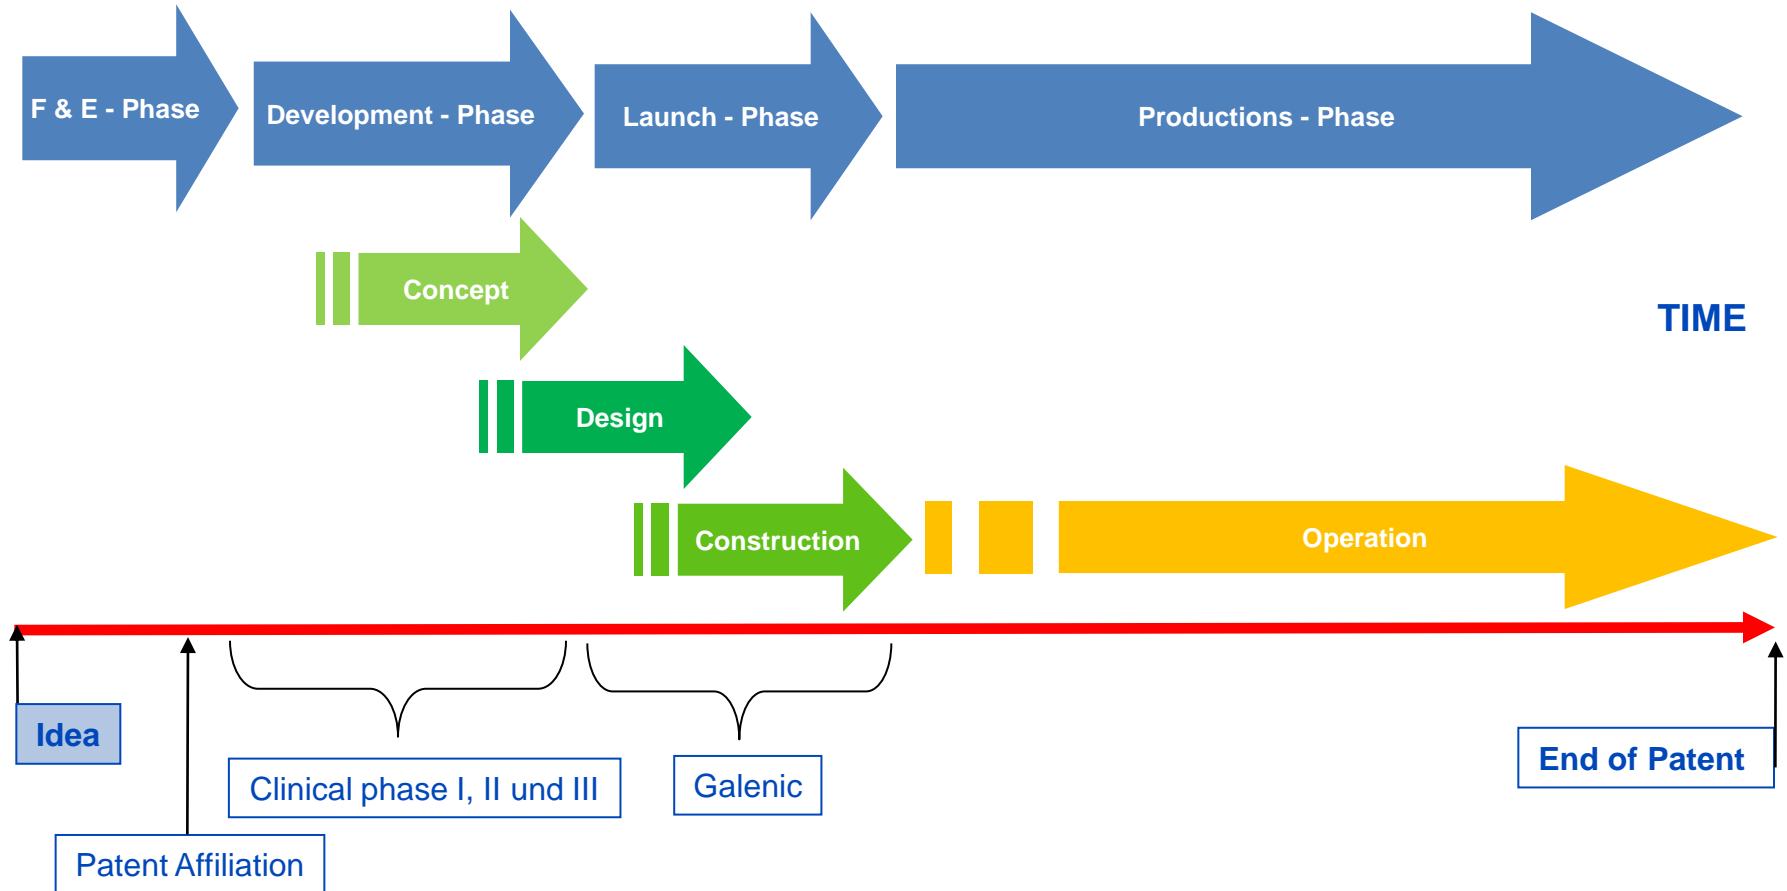 F & E - Phase
Development - Phase
Launch - Phase
Productions - Phase
Concept
TIME
Design
Construction
Operation
Idea
End of Patent
Clinical phase I, II und III
Galenic
Patent Affiliation